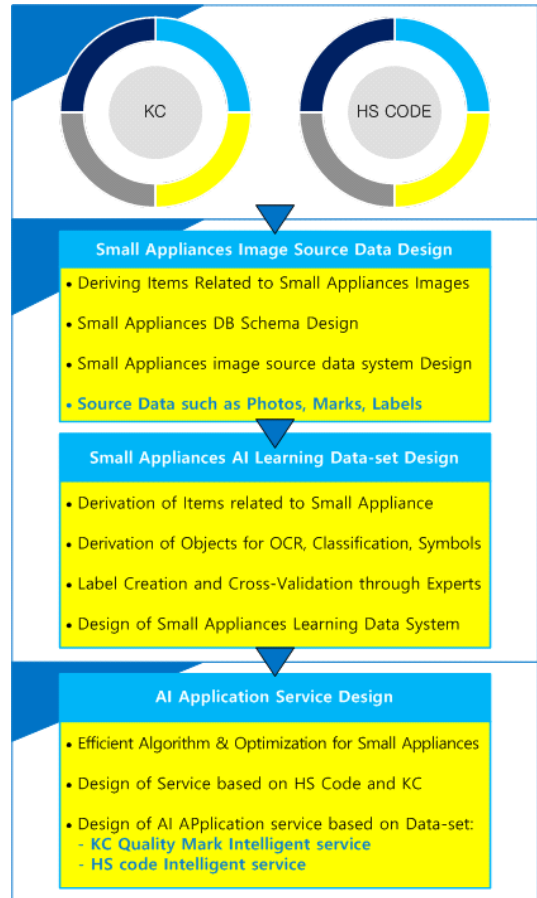 KC
HS CODE
Small Appliances Image Source Data Design
• Deriving Items Related to Small Appliances Images
• Small Appliances DB Schema Design
• Small Appliances image source data system Design
• Source Data such as Photos, Marks, Labels
Small Appliances AI Learning Data-set Design
• Derivation of Items related to Small Appliance
• Derivation of Objects for OCR, Classification, Symbols
• Label Creation and Cross-Validation through Experts
• Design of Small Appliances Learning Data System
AI Application Service Design
• Efficient Algorithm & Optimization for Small Appliances
• Design of Service based on HS Code and KC
• Design of AI APplication service based on Data-set:
- KC Quality Mark Intelligent service
- HS code Intelligent service